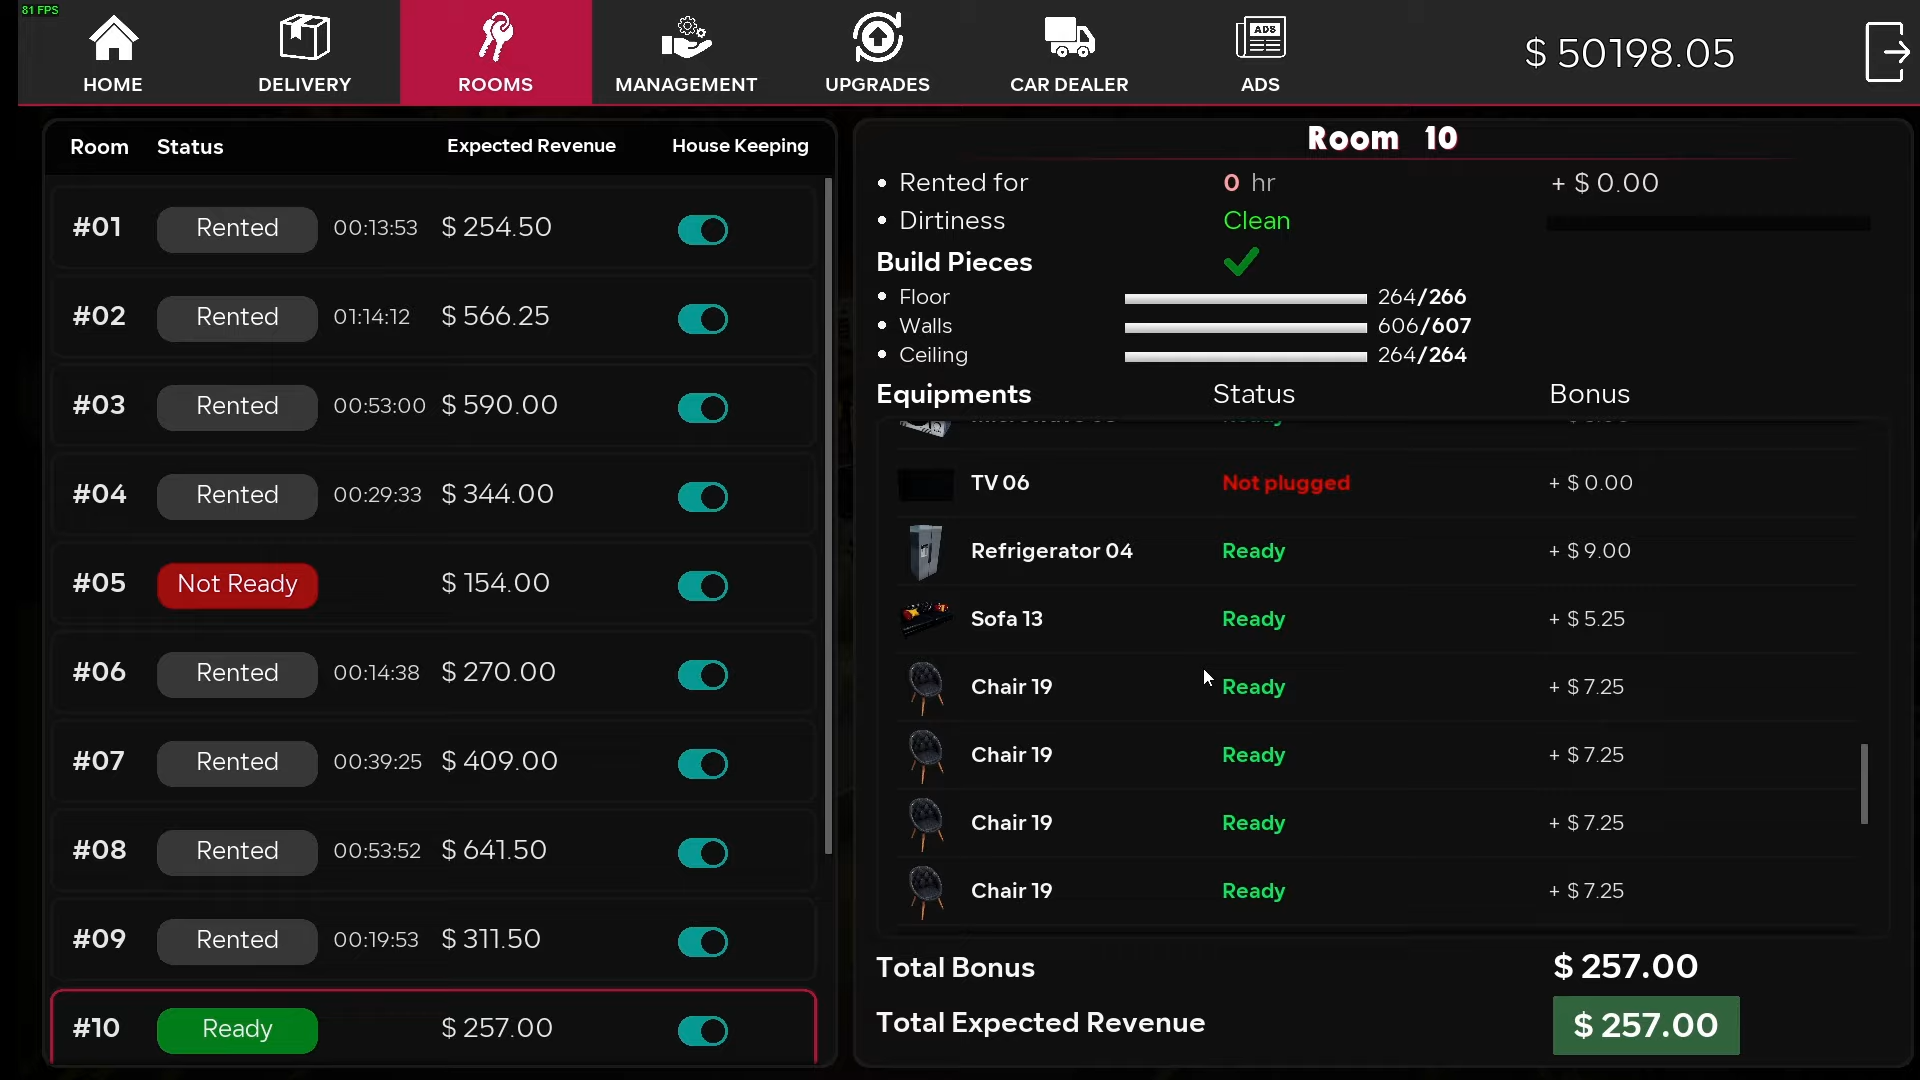 81 FPS
HOME DELIVERY ROOMS MANAGEMENT UPGRADES CAR DEALER ADS
ADS
$ 50198.05
Room Status Expected Revenue House Keeping
#01 Rented 00:13:53 $ 254.50
#02 Rented 01:14:12 $ 566.25
#03 Rented 00:53:00 $ 590.00
#04 Rented 00:29:33 $ 344.00
#05 Not Ready $ 154.00
#06 Rented 00:14:38 $ 270.00
#07 Rented 00:39:25 $ 409.00
#08 Rented 00:53:52 $ 641.50
#09 Rented 00:19:53 $ 311.50
#10 Ready $ 257.00
Room 10
• Rented for 0 hr + $ 0.00
• Dirtiness Clean
Build Pieces
• Floor 264/266
• Walls 606/607
• Ceiling 264/264
Equipments Status Bonus
TV 06 Not plugged + $ 0.00
Refrigerator 04 Ready + $ 9.00
Sofa 13 Ready + $ 5.25
Chair 19 Ready + $ 7.25
Chair 19 Ready + $ 7.25
Chair 19 Ready + $ 7.25
Chair 19 Ready + $ 7.25
Total Bonus $ 257.00
Total Expected Revenue $ 257.00